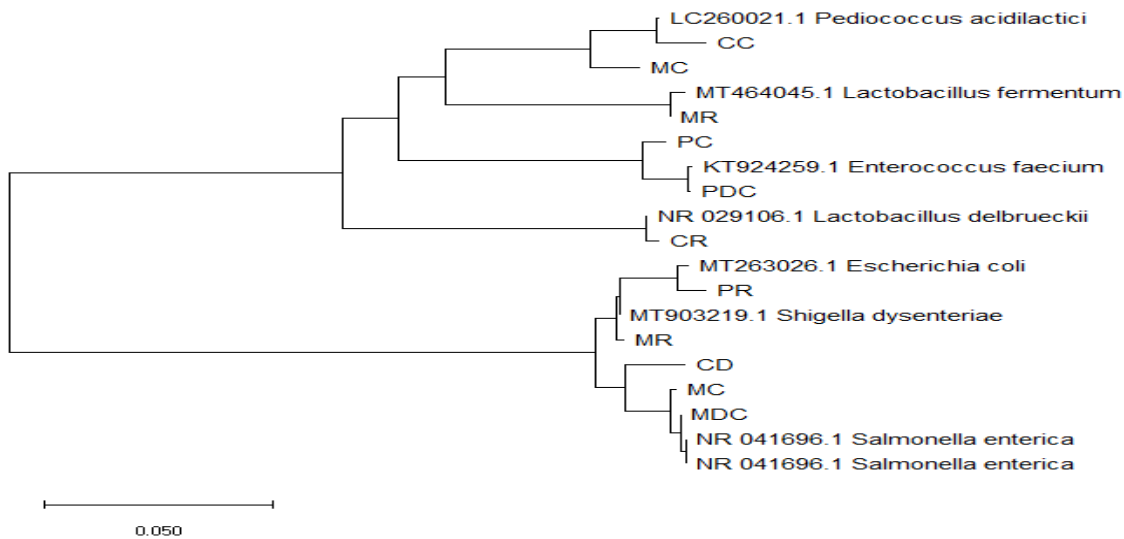 LC260021.1 Pediococcus acidilactici
CC
MC
MT464045.1 Lactobacillus fermentum
MR
PC
KT924259.1 Enterococcus faecium
PDC
NR 029106.1 Lactobacillus delbrueckii
CR
MT263026.1 Escherichia coli
PR
MT903219.1 Shigella dysenteriae
MR
CD
MC
MDC
NR 041696.1 Salmonella enterica
NR 041696.1 Salmonella enterica
0.050